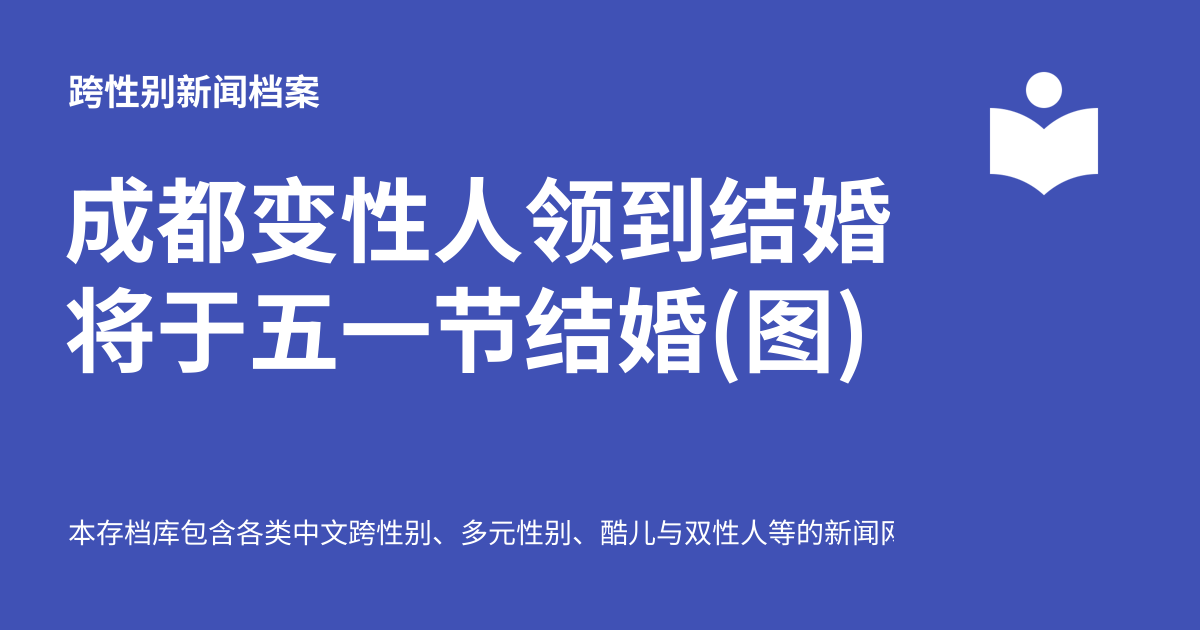 跨性别新闻档案
成都变性人领到结婚
将于五一节结婚(图)
本存档库包含各类中文跨性别、多元性别、酷儿与双性人等的新闻